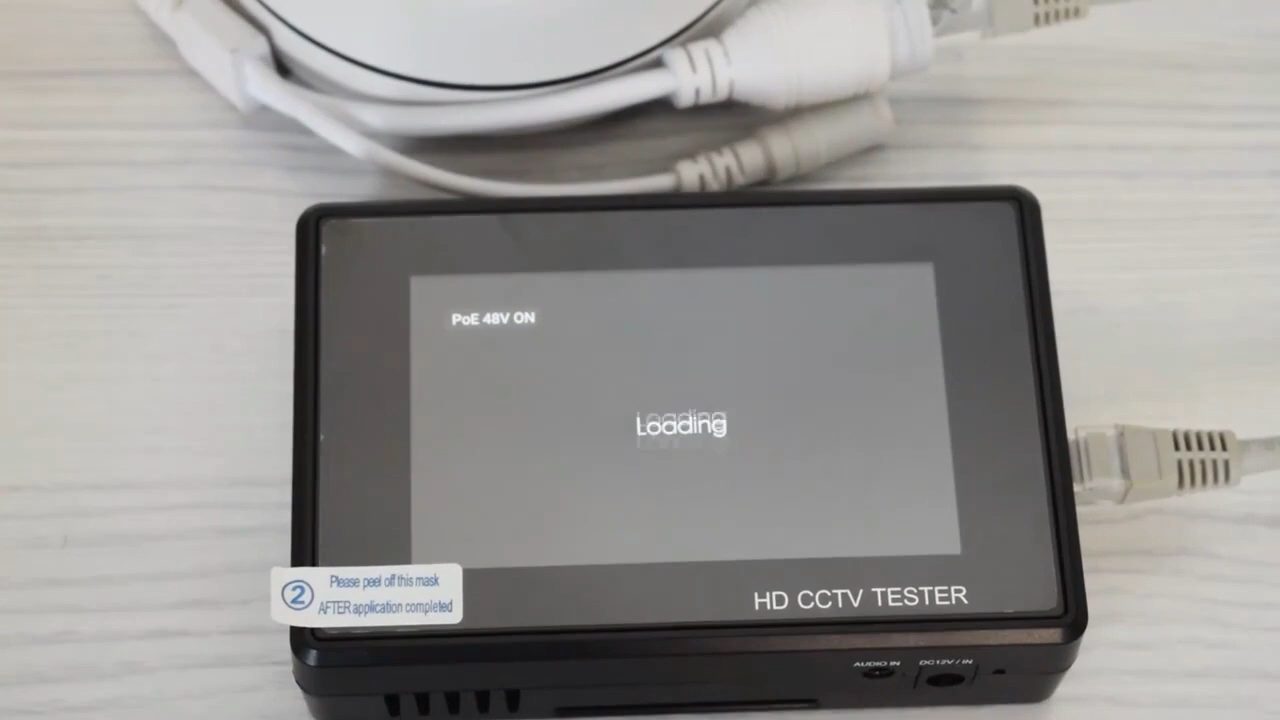 PoE 48V ON
Loading
2
Please peel off this mask
AFTER application completed
HD CCTV TESTER
AUDIO IN
DC12V / IN